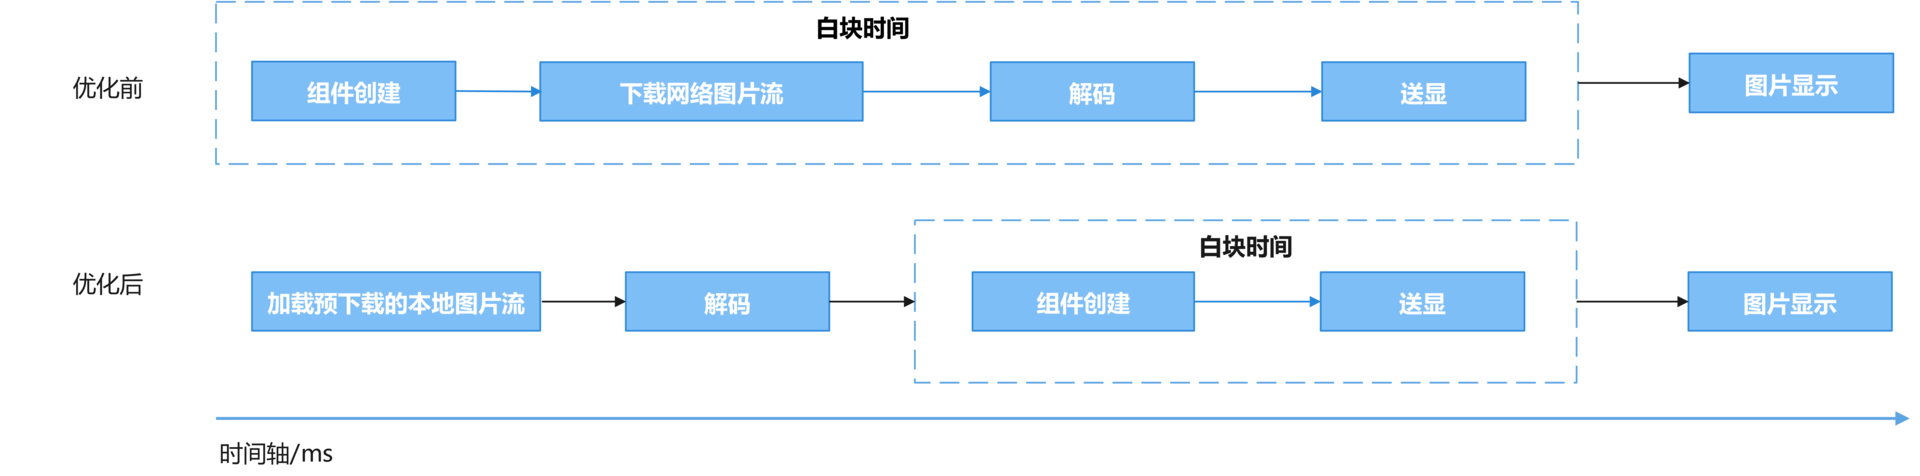 白块时间
优化前
组件创建
下载网络图片流
解码
送显
图片显示
白块时间
优化后
加载预下载的本地图片流
解码
组件创建
送显
图片显示
时间轴/ms